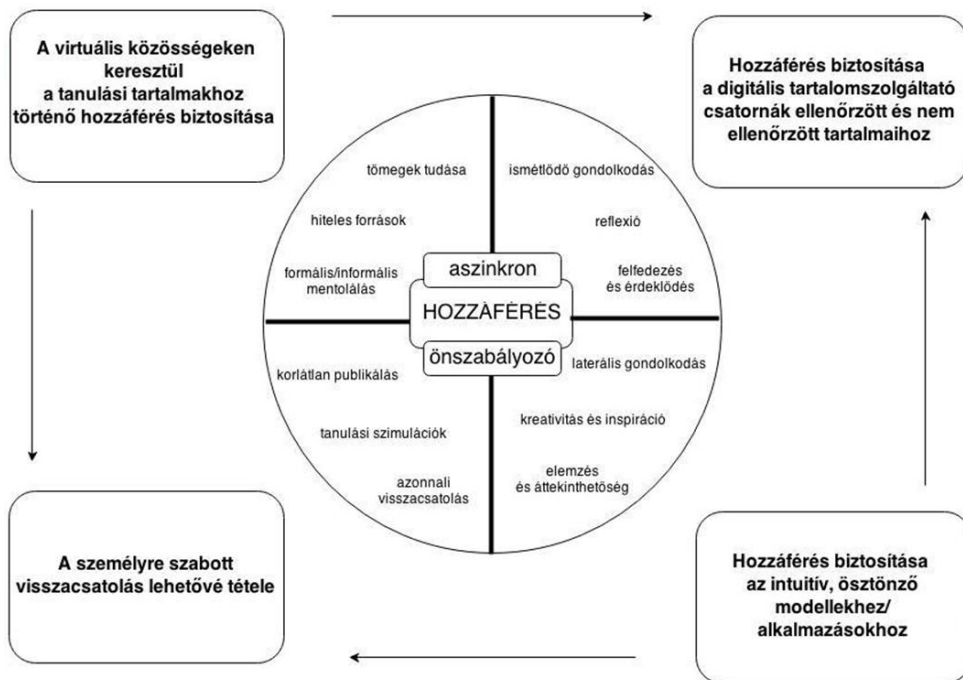 A virtuális közösségeken
keresztül
a tanulási tartalmakhoz
történő hozzáférés biztosítása
Hozzáférés biztosítása
a digitális tartalomszolgáltató
csatornák ellenőrzött és nem
ellenőrzött tartalmaihoz
tömegek tudása
hiteles források
formális/informális
mentolálás
ismétlődő gondolkodás
reflexió
felfedezés
és érdeklődés
aszinkron
HOZZÁFÉRÉS
önszabályozó
korlátlan publikálás
tanulási szimulációk
azonnali
visszacsatolás
laterális gondolkodás
kreativitás és inspiráció
elemzés
és áttekinthetőség
A személyre szabott
visszacsatolás lehetővé tétele
Hozzáférés biztosítása
az intuitív, ösztönző
modellekhez/
alkalmazásokhoz